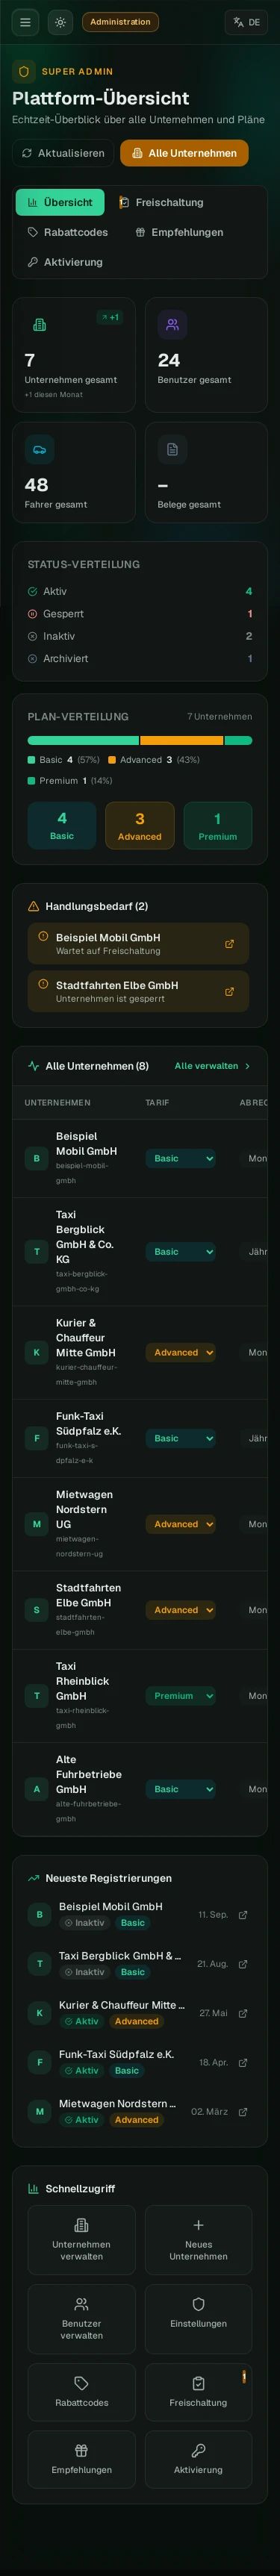 Administration
DE
SUPER ADMIN
Plattform-Übersicht
Echtzeit-Überblick über alle Unternehmen und Pläne
Aktualisieren
Alle Unternehmen
Übersicht
Freischaltung
Rabattcodes
Empfehlungen
Aktivierung
+1
7
Unternehmen gesamt
+1 diesen Monat
24
Benutzer gesamt
48
Fahrer gesamt
–
Belege gesamt
STATUS-VERTEILUNG
Aktiv 4
Gesperrt 1
Inaktiv 2
Archiviert 1
PLAN-VERTEILUNG 7 Unternehmen
Basic 4 (57%) Advanced 3 (43%)
Premium 1 (14%)
4
Basic
3
Advanced
1
Premium
Handlungsbedarf (2)
Beispiel Mobil GmbH
Wartet auf Freischaltung
Stadtfahrten Elbe GmbH
Unternehmen ist gesperrt
Alle Unternehmen (8) Alle verwalten
UNTERNEHMEN TARIF ABREC
B
Beispiel
Mobil GmbH
beispiel-mobil-
gmbh
Basic
Mon
T
Taxi
Bergblick
GmbH & Co.
KG
taxi-bergblick-
gmbh-co-kg
Basic
Jähr
K
Kurier &
Chauffeur
Mitte GmbH
kurier-chauffeur-
mitte-gmbh
Advanced
Mon
F
Funk-Taxi
Südpfalz e.K.
funk-taxi-s-
dpfalz-e-k
Basic
Jähr
M
Mietwagen
Nordstern
UG
mietwagen-
nordstern-ug
Advanced
Mon
S
Stadtfahrten
Elbe GmbH
stadtfahrten-
elbe-gmbh
Advanced
Mon
T
Taxi
Rheinblick
GmbH
taxi-rheinblick-
gmbh
Premium
Mon
A
Alte
Fuhrbetriebe
GmbH
alte-fuhrbetriebe-
gmbh
Basic
Mon
Neueste Registrierungen
B
Beispiel Mobil GmbH
Inaktiv Basic
11. Sep.
T
Taxi Bergblick GmbH & ...
Inaktiv Basic
21. Aug.
K
Kurier & Chauffeur Mitte ...
Aktiv Advanced
27. Mai
F
Funk-Taxi Südpfalz e.K.
Aktiv Basic
18. Apr.
M
Mietwagen Nordstern ...
Aktiv Advanced
02. März
Schnellzugriff
Unternehmen
verwalten
Neues
Unternehmen
Benutzer
verwalten
Einstellungen
Rabattcodes
1
Freischaltung
Empfehlungen
Aktivierung